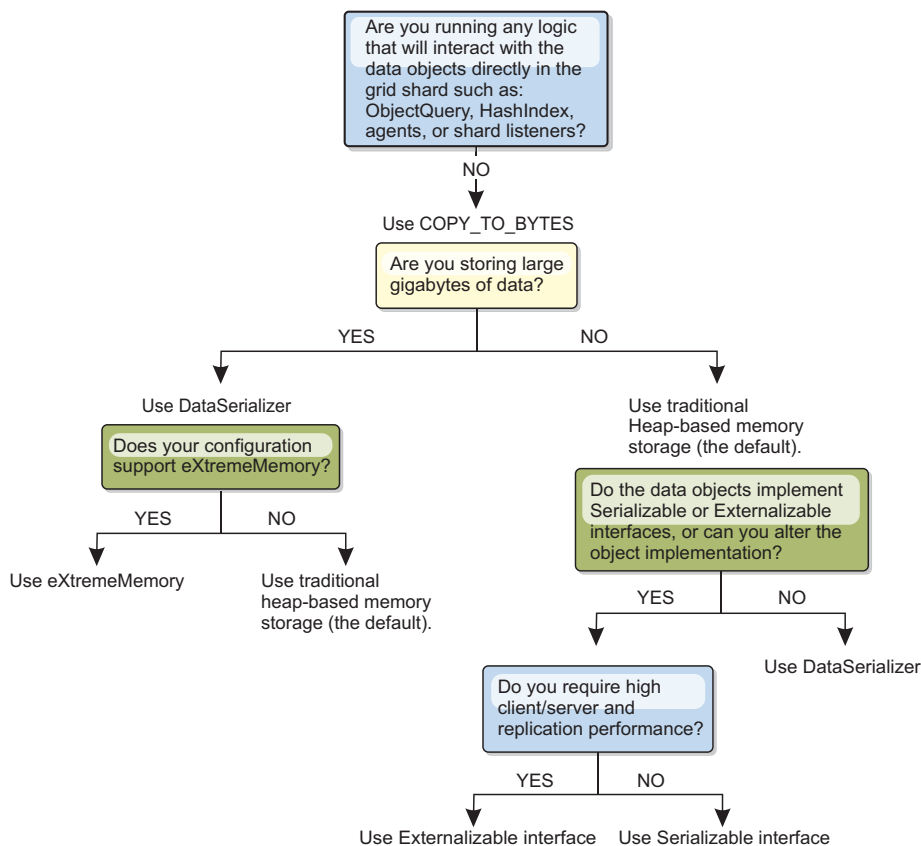 Are you running any logic
that will interact with the
data objects directly in the
grid shard such as:
ObjectQuery, HashIndex,
agents, or shard listeners?
NO
Use COPY_TO_BYTES
Are you storing large
gigabytes of data?
YES
NO
Use DataSerializer
Does your configuration
support eXtremeMemory?
YES
NO
Use eXtremeMemory
Use traditional
heap-based memory
storage (the default).
Use traditional
Heap-based memory
storage (the default).
Do the data objects implement
Serializable or Externalizable
interfaces, or can you alter the
object implementation?
YES
NO
Use DataSerializer
Do you require high
client/server and
replication performance?
YES
NO
Use Externalizable interface
Use Serializable interface